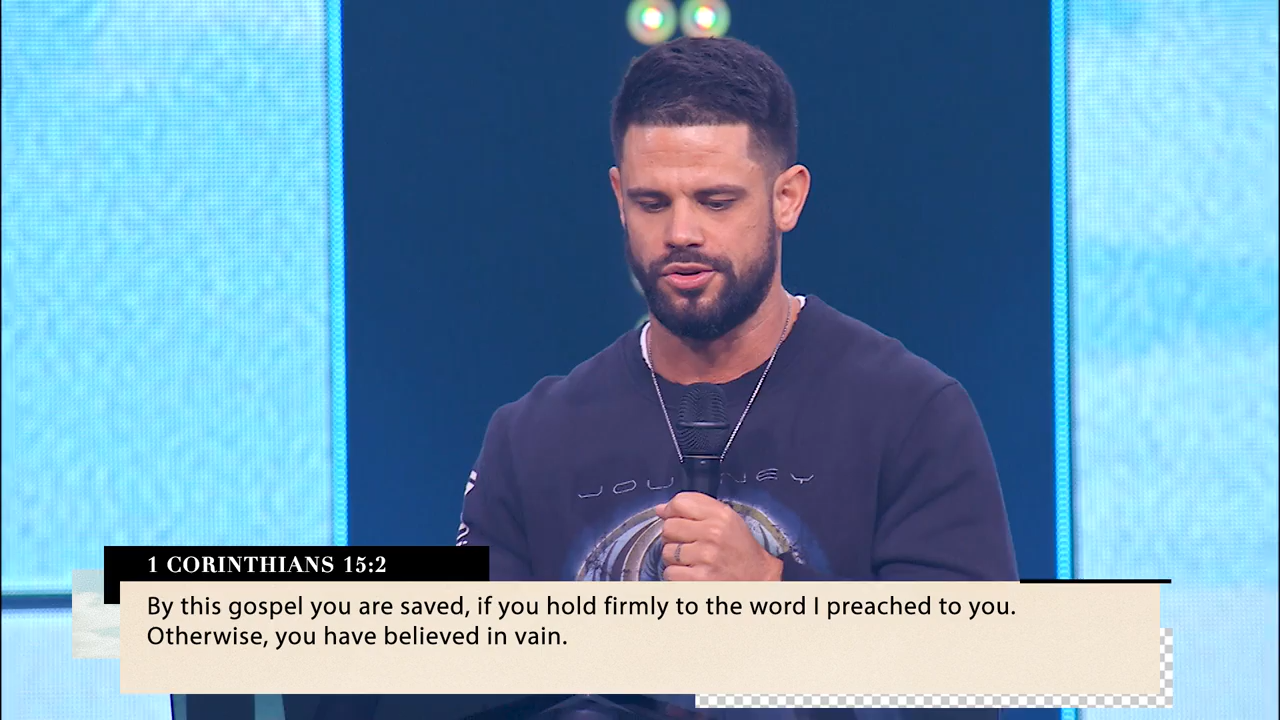 JOURNEY
1 CORINTHIANS 15:2
By this gospel you are saved, if you hold firmly to the word I preached to you.
Otherwise, you have believed in vain.